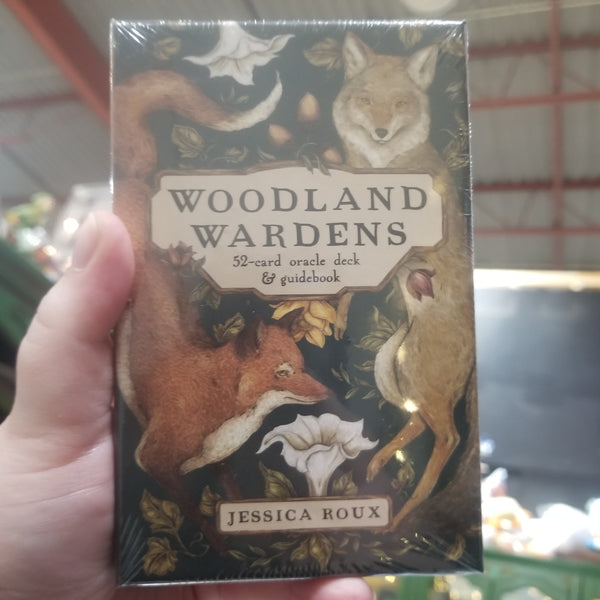 WOODLAND
WARDENS
52-card oracle deck
& guidebook
JESSICA ROUX